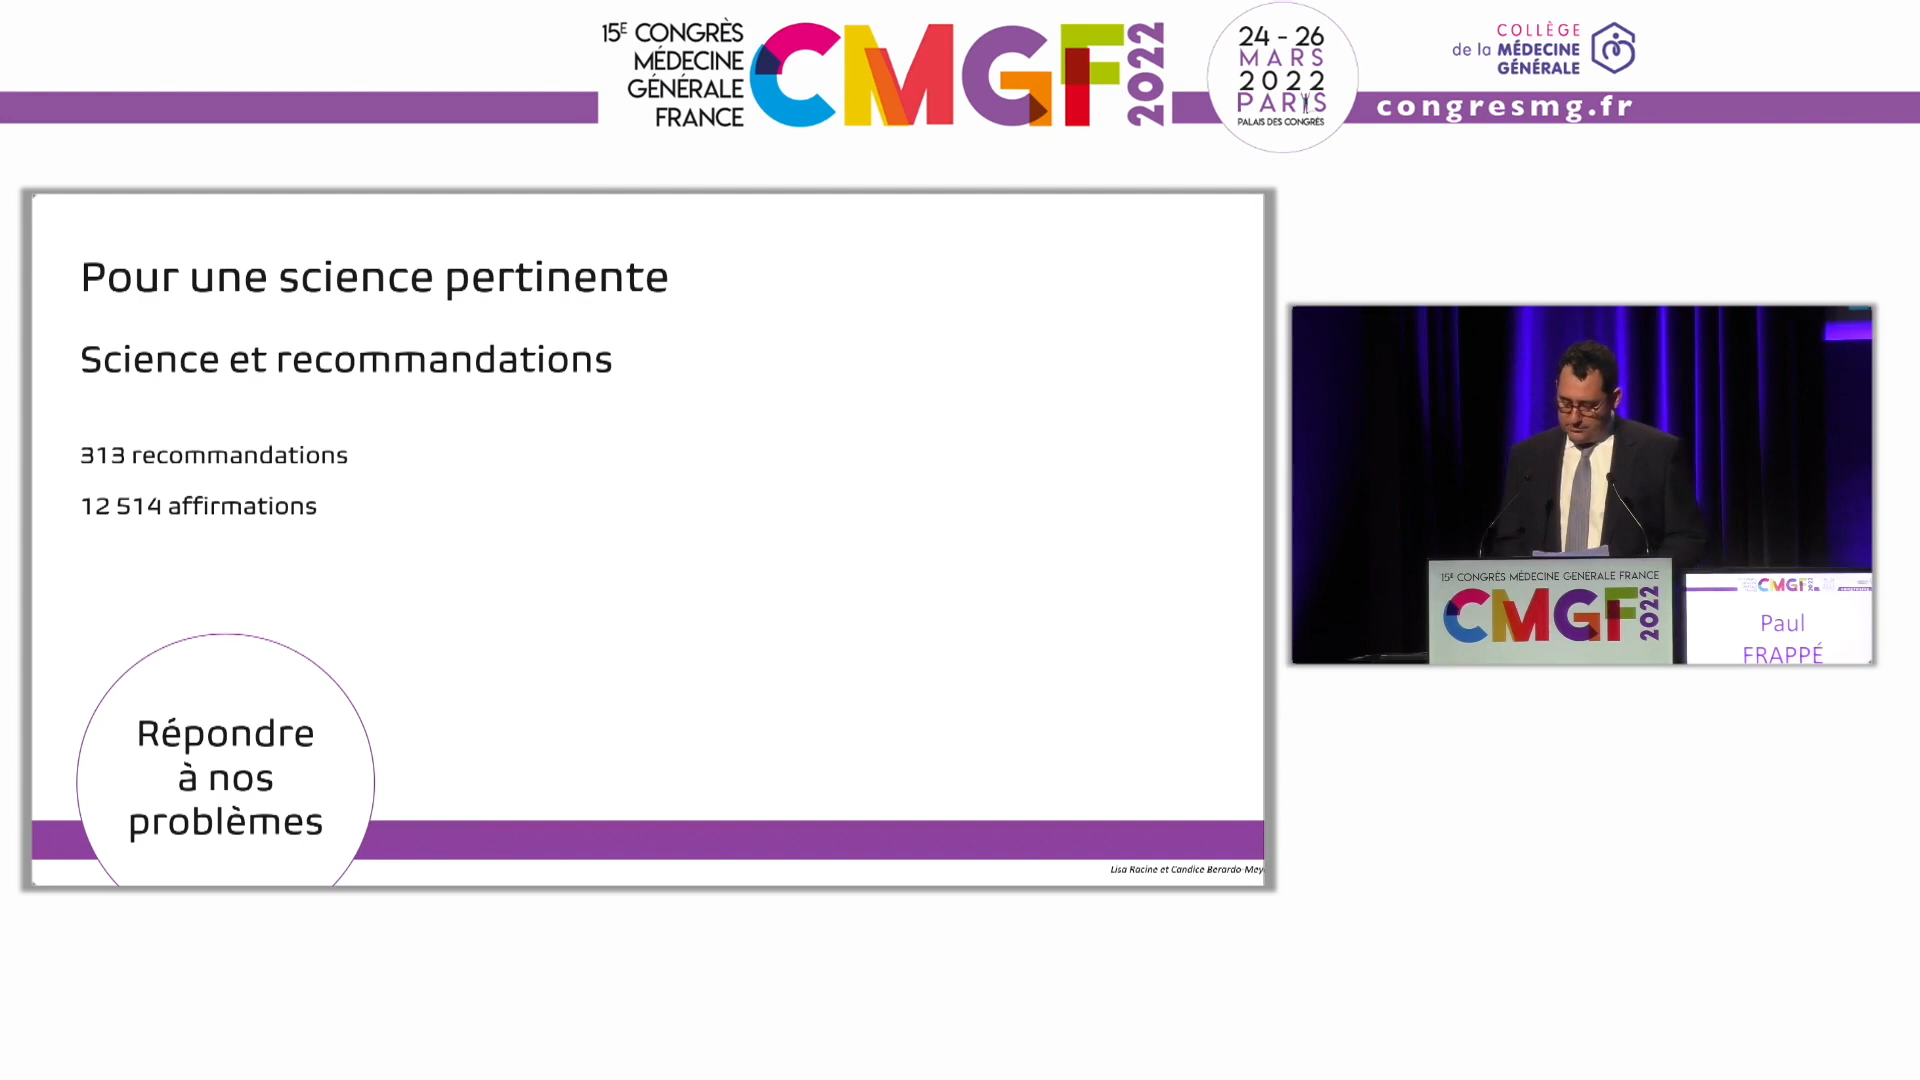 15E CONGRÈS
MÉDECINE
GÉNÉRALE
FRANCE
CMGF
2022
24 - 26
MARS
2022
PARIS
PALAIS DES CONGRÈS
COLLÈGE
de la MÉDECINE
GÉNÉRALE
congresmg.fr
Pour une science pertinente
Science et recommandations
313 recommandations
12 514 affirmations
Répondre
à nos
problèmes
Lisa Racine et Candice Berardo-Mey
15E CONGRÈS MÉDECINE GÉNÉRALE FRANCE
CMGF
2022
CMGF
Paul
FRAPPÉ